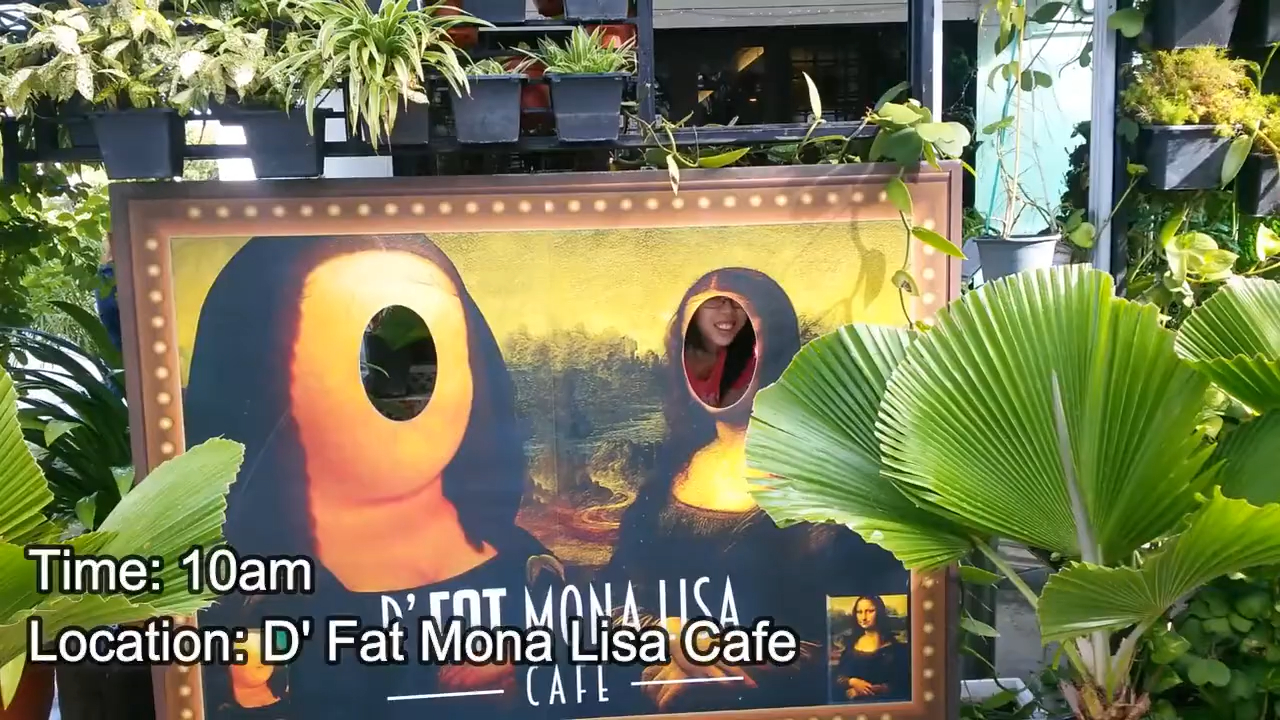 D' FAT MONA LISA
CAFE
Time: 10am
Location: D' Fat Mona Lisa Cafe